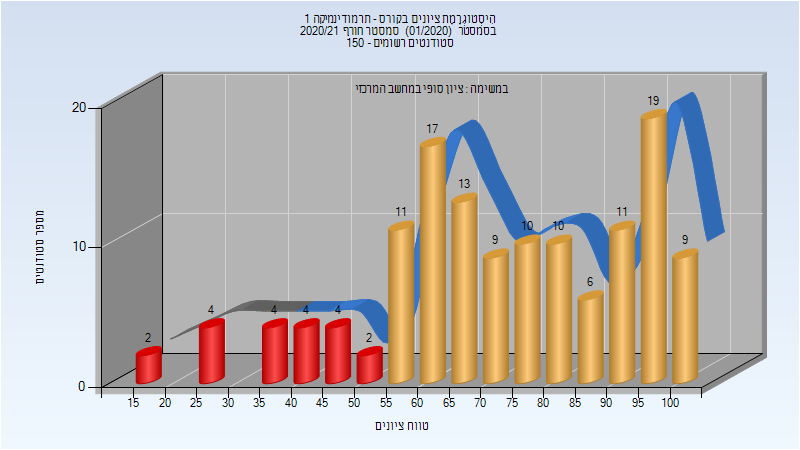 היסטוגרמת ציונים בקורס - תרמודינמיקה 1
בסמסטר (01/2020) סמסטר חורף 2020/21
סטודנטים רשומים - 150
במשימה : ציון סופי במחשב המרכזי
מספר סטודנטים
20
10
0
2
4
4
4
4
2
11
17
13
9
10
10
6
11
19
9
15 20 25 30 35 40 45 50 55 60 65 70 75 80 85 90 95 100
טווח ציונים